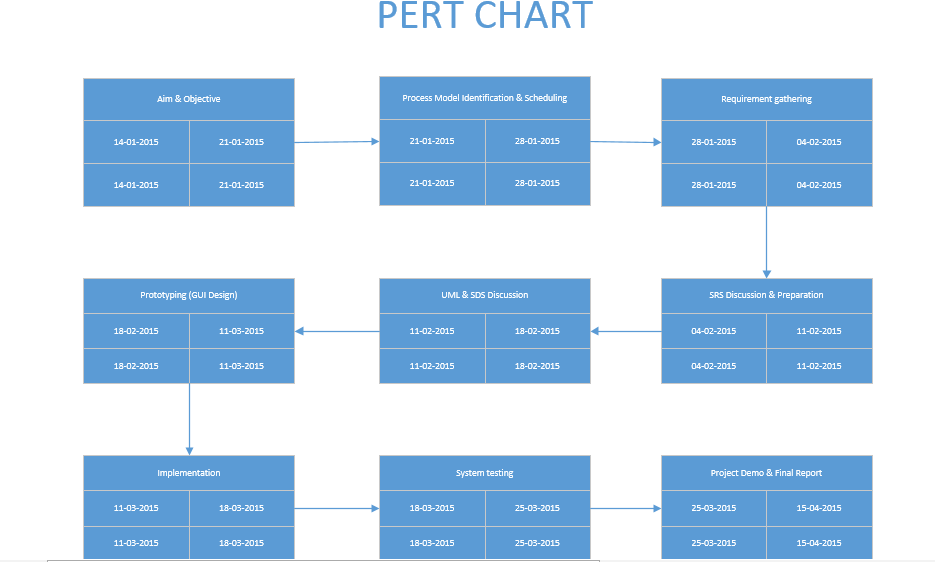 PERT CHART
Aim & Objective
14-01-2015 21-01-2015
14-01-2015 21-01-2015
Process Model Identification & Scheduling
21-01-2015 28-01-2015
21-01-2015 28-01-2015
Requirement gathering
28-01-2015 04-02-2015
28-01-2015 04-02-2015
SRS Discussion & Preparation
04-02-2015 11-02-2015
04-02-2015 11-02-2015
UML & SDS Discussion
11-02-2015 18-02-2015
11-02-2015 18-02-2015
Prototyping (GUI Design)
18-02-2015 11-03-2015
18-02-2015 11-03-2015
Implementation
11-03-2015 18-03-2015
11-03-2015 18-03-2015
System testing
18-03-2015 25-03-2015
18-03-2015 25-03-2015
Project Demo & Final Report
25-03-2015 15-04-2015
25-03-2015 15-04-2015